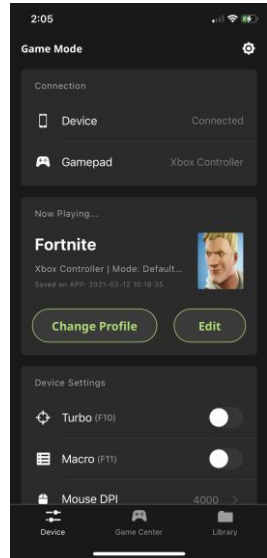 2:05
Game Mode
Connection
Device Connected
Gamepad Xbox Controller
Now Playing...
Fortnite
Xbox Controller | Mode: Default...
Saved on APP: 2021-02-12 10:18:35
Change Profile Edit
Device Settings
Turbo (F10)
Macro (F11)
Mouse DPI 4000
Device Game Center Library